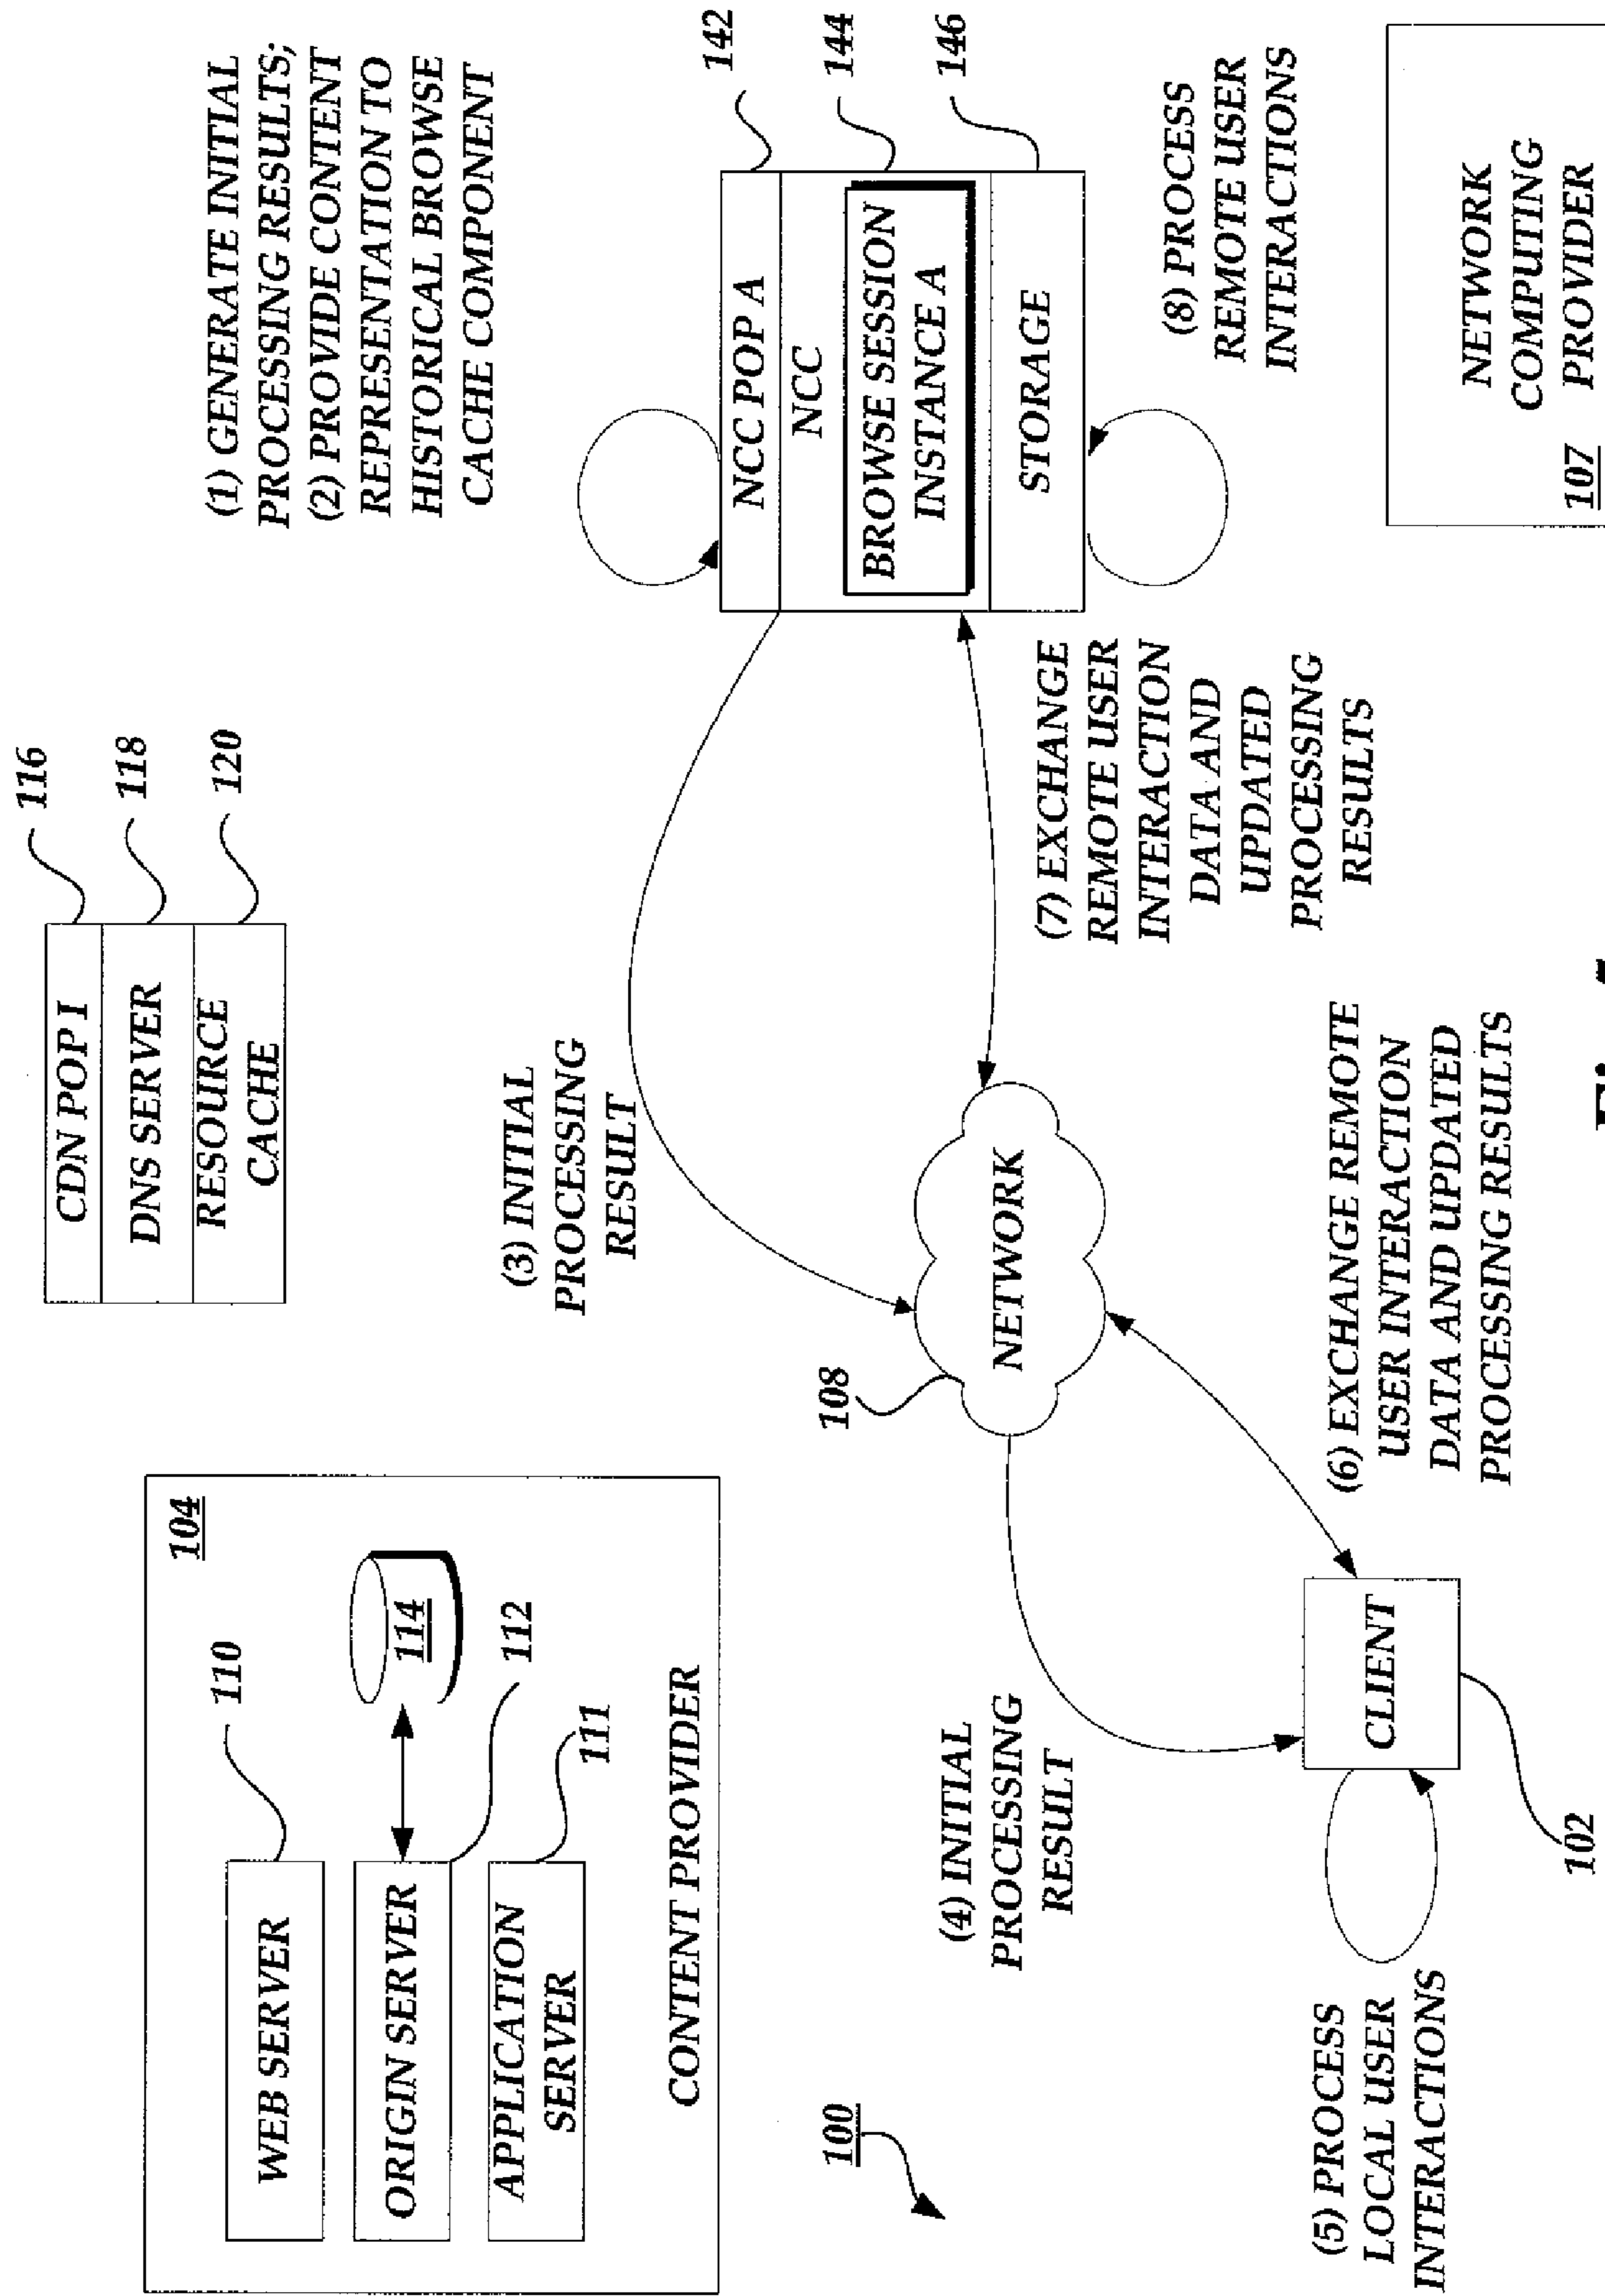 104
WEB SERVER
110
ORIGIN SERVER
114
112
APPLICATION
SERVER
111
CONTENT PROVIDER
CDN POP I
116
DNS SERVER
118
RESOURCE
CACHE
120
(1) GENERATE INITIAL
PROCESSING RESULTS;
(2) PROVIDE CONTENT
REPRESENTATION TO
HISTORICAL BROWSE
CACHE COMPONENT
(3) INITIAL
PROCESSING
RESULT
NCC POP A
142
NCC
BROWSE SESSION
INSTANCE A
144
STORAGE
146
100
108
NETWORK
(4) INITIAL
PROCESSING
RESULT
(7) EXCHANGE
REMOTE USER
INTERACTION
DATA AND
UPDATED
PROCESSING
RESULTS
(8) PROCESS
REMOTE USER
INTERACTIONS
(5) PROCESS
LOCAL USER
INTERACTIONS
CLIENT
102
(6) EXCHANGE REMOTE
USER INTERACTION
DATA AND UPDATED
PROCESSING RESULTS
NETWORK
COMPUTING
107 PROVIDER